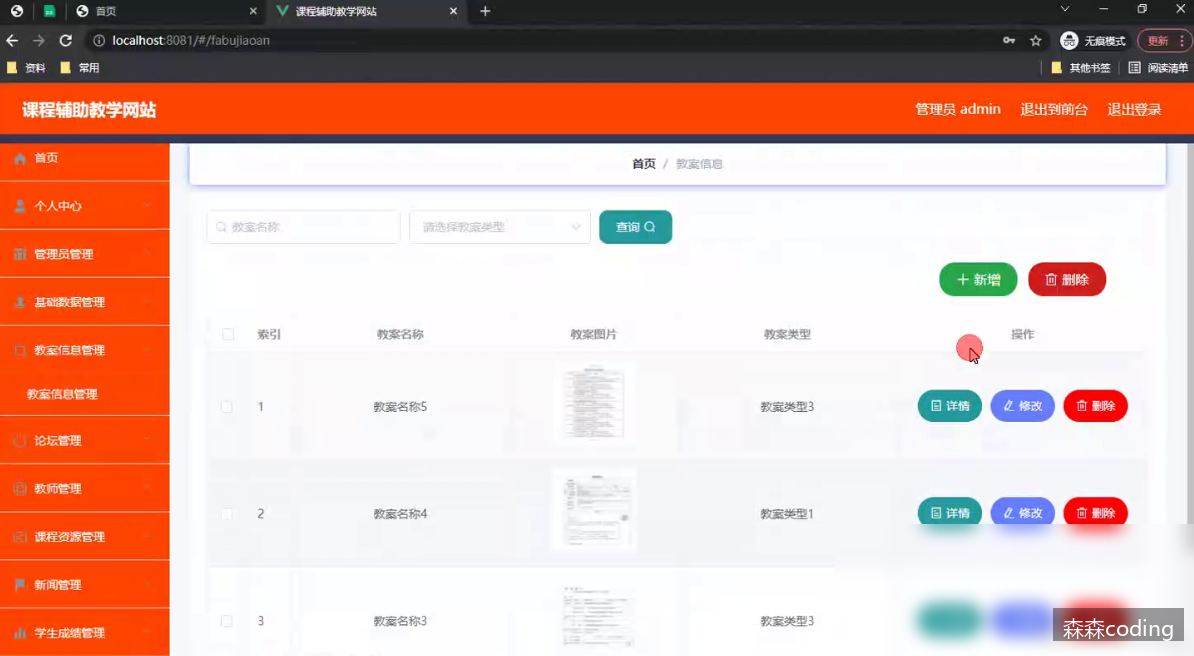 首页
课程辅助教学网站
localhost:8081/#/fabujiaoan
无痕模式
更新
资料
常用
其他书签
阅读清单
课程辅助教学网站
管理员 admin
退出到前台
退出登录
首页
个人中心
管理员管理
基础数据管理
教案信息管理
教案信息管理
论坛管理
教师管理
课程资源管理
新闻管理
学生成绩管理
首页 / 教案信息
教案名称
请选择教案类型
查询
新增
删除
索引 教案名称 教案图片 教案类型 操作
1 教案名称5 教案类型3 详情 修改 删除
2 教案名称4 教案类型1 详情 修改 删除
3 教案名称3 教案类型3
森森coding